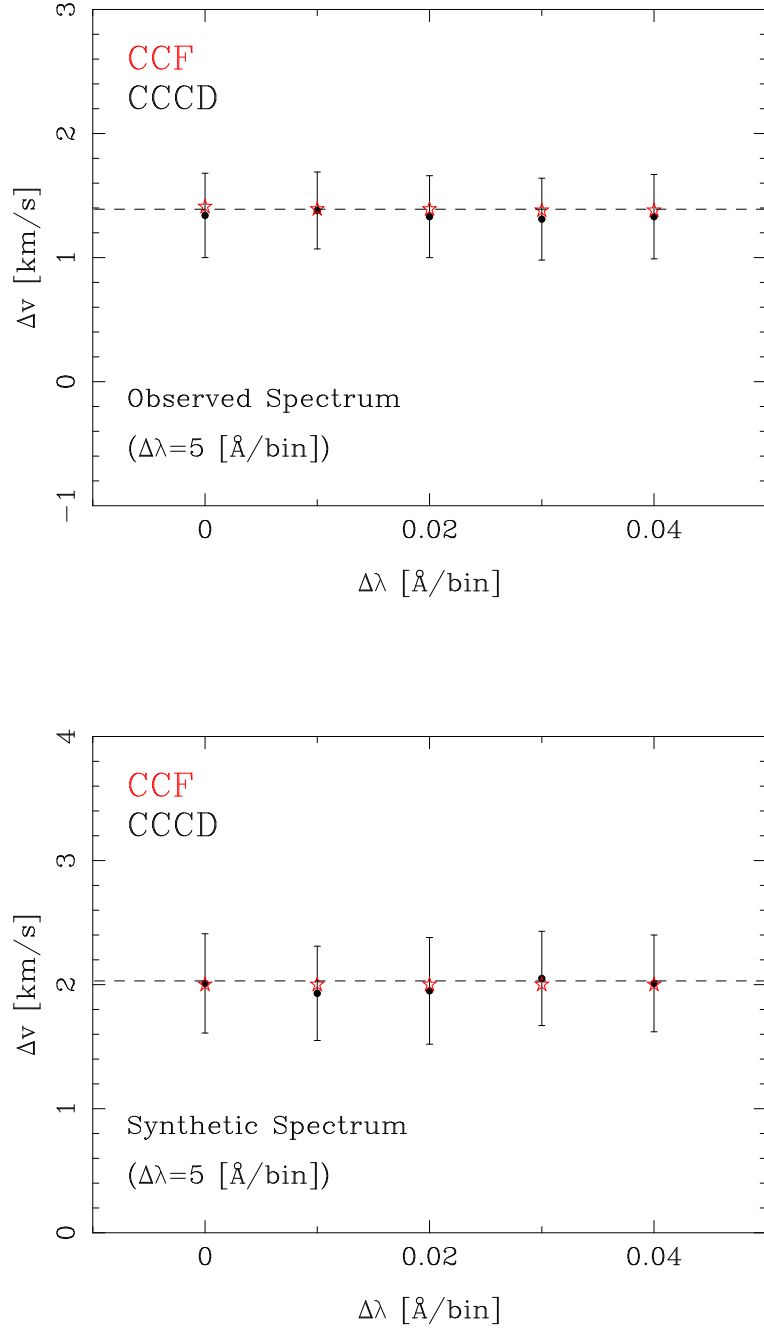 3
CCF
CCCD
2
1
Δv [km/s]
0
Observed Spectrum
(Δλ=5 [Å/bin])
−1
0 0.02 0.04
Δλ [Å/bin]
4
CCF
CCCD
3
2
Δv [km/s]
1
Synthetic Spectrum
(Δλ=5 [Å/bin])
0
0 0.02 0.04
Δλ [Å/bin]